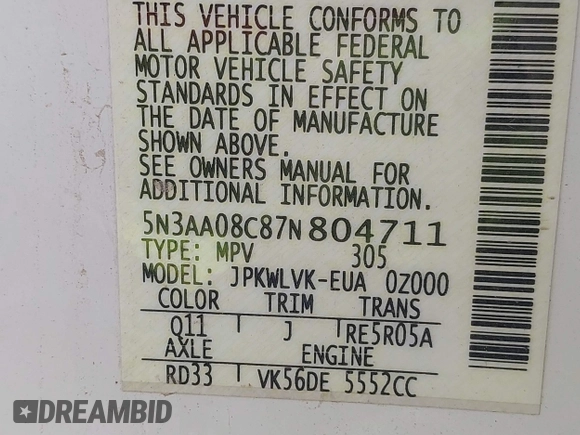 THIS VEHICLE CONFORMS TO
ALL APPLICABLE FEDERAL
MOTOR VEHICLE SAFETY
STANDARDS IN EFFECT ON
THE DATE OF MANUFACTURE
SHOWN ABOVE.
SEE OWNERS MANUAL FOR
ADDITIONAL INFORMATION.
5N3AA08C87N804711
TYPE: MPV 305
MODEL: JPKWLVK-EUA 0Z000
COLOR TRIM TRANS
Q11 J RE5R05A
AXLE ENGINE
RD33 VK56DE 5552CC
DREAMBID